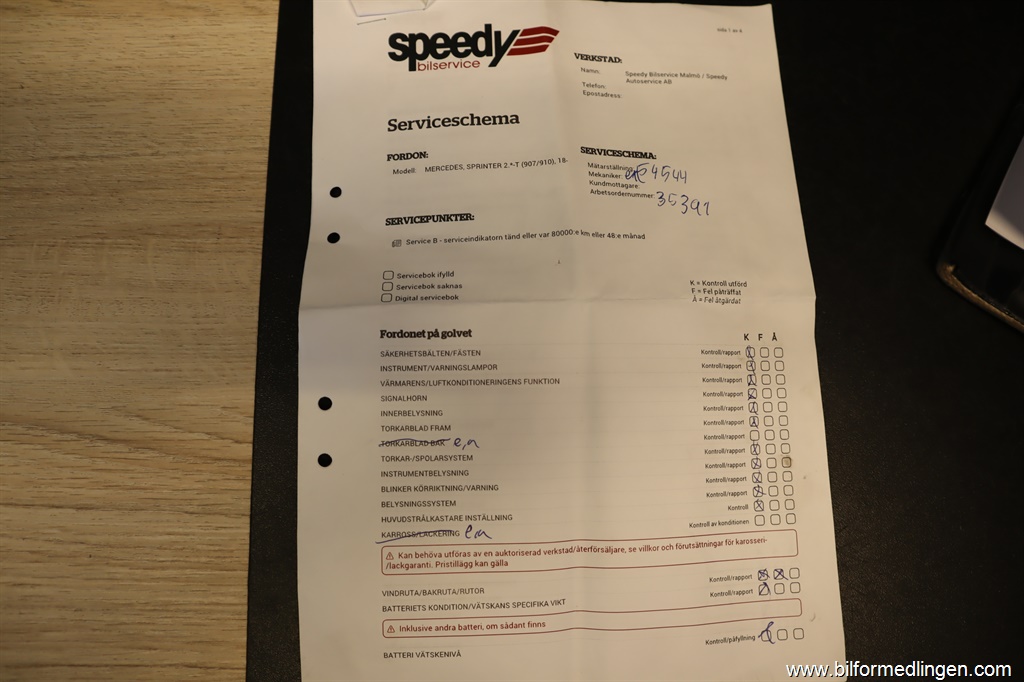 sida 1 av 4
speedy
bilservice
VERKSTAD:
Namn: Speedy Bilservice Malmö / Speedy
Autoservice AB
Telefon:
Epostadress:
Serviceschema
FORDON:
Modell: MERCEDES, SPRINTER 2.*-T (907/910), 18-
SERVICESCHEMA:
Mätarställning:
Mekaniker: 4544
Kundmottagare:
Arbetsordernummer: 35391
SERVICEPUNKTER:
Service B - serviceindikatorn tänd eller var 80000:e km eller 48:e månad
Servicebok ifylld
Servicebok saknas
Digital servicebok
K = Kontroll utförd
F = Fel påträffat
Å = Fel åtgärdat
Fordonet på golvet
K F Å
SÄKERHETSBÄLTEN/FÄSTEN Kontroll/rapport
INSTRUMENT/VARNINGSLAMPOR Kontroll/rapport
VÄRMARENS/LUFTKONDITIONERINGENS FUNKTION Kontroll/rapport
SIGNALHORN Kontroll/rapport
INNERBELYSNING Kontroll/rapport
TORKARBLAD FRAM Kontroll/rapport
TORKARBLAD BAK e,a Kontroll/rapport
TORKAR-/SPOLARSYSTEM Kontroll/rapport
INSTRUMENTBELYSNING Kontroll/rapport
BLINKER KÖRRIKTNING/VARNING Kontroll/rapport
BELYSNINGSSYSTEM Kontroll/rapport
HUVUDSTRÅLKASTARE INSTÄLLNING Kontroll
KARROSS/LACKERING e,a Kontroll av konditionen
Kan behöva utföras av en auktoriserad verkstad/återförsäljare, se villkor och förutsättningar för karosseri-
/lackgaranti. Pristillägg kan gälla
VINDRUTA/BAKRUTA/RUTOR Kontroll/rapport
BATTERIETS KONDITION/VÄTSKANS SPECIFIKA VIKT Kontroll/rapport
Inklusive andra batteri, om sådant finns
BATTERI VÄTSKENIVÅ Kontroll/påfyllning
www.bilformedlingen.com